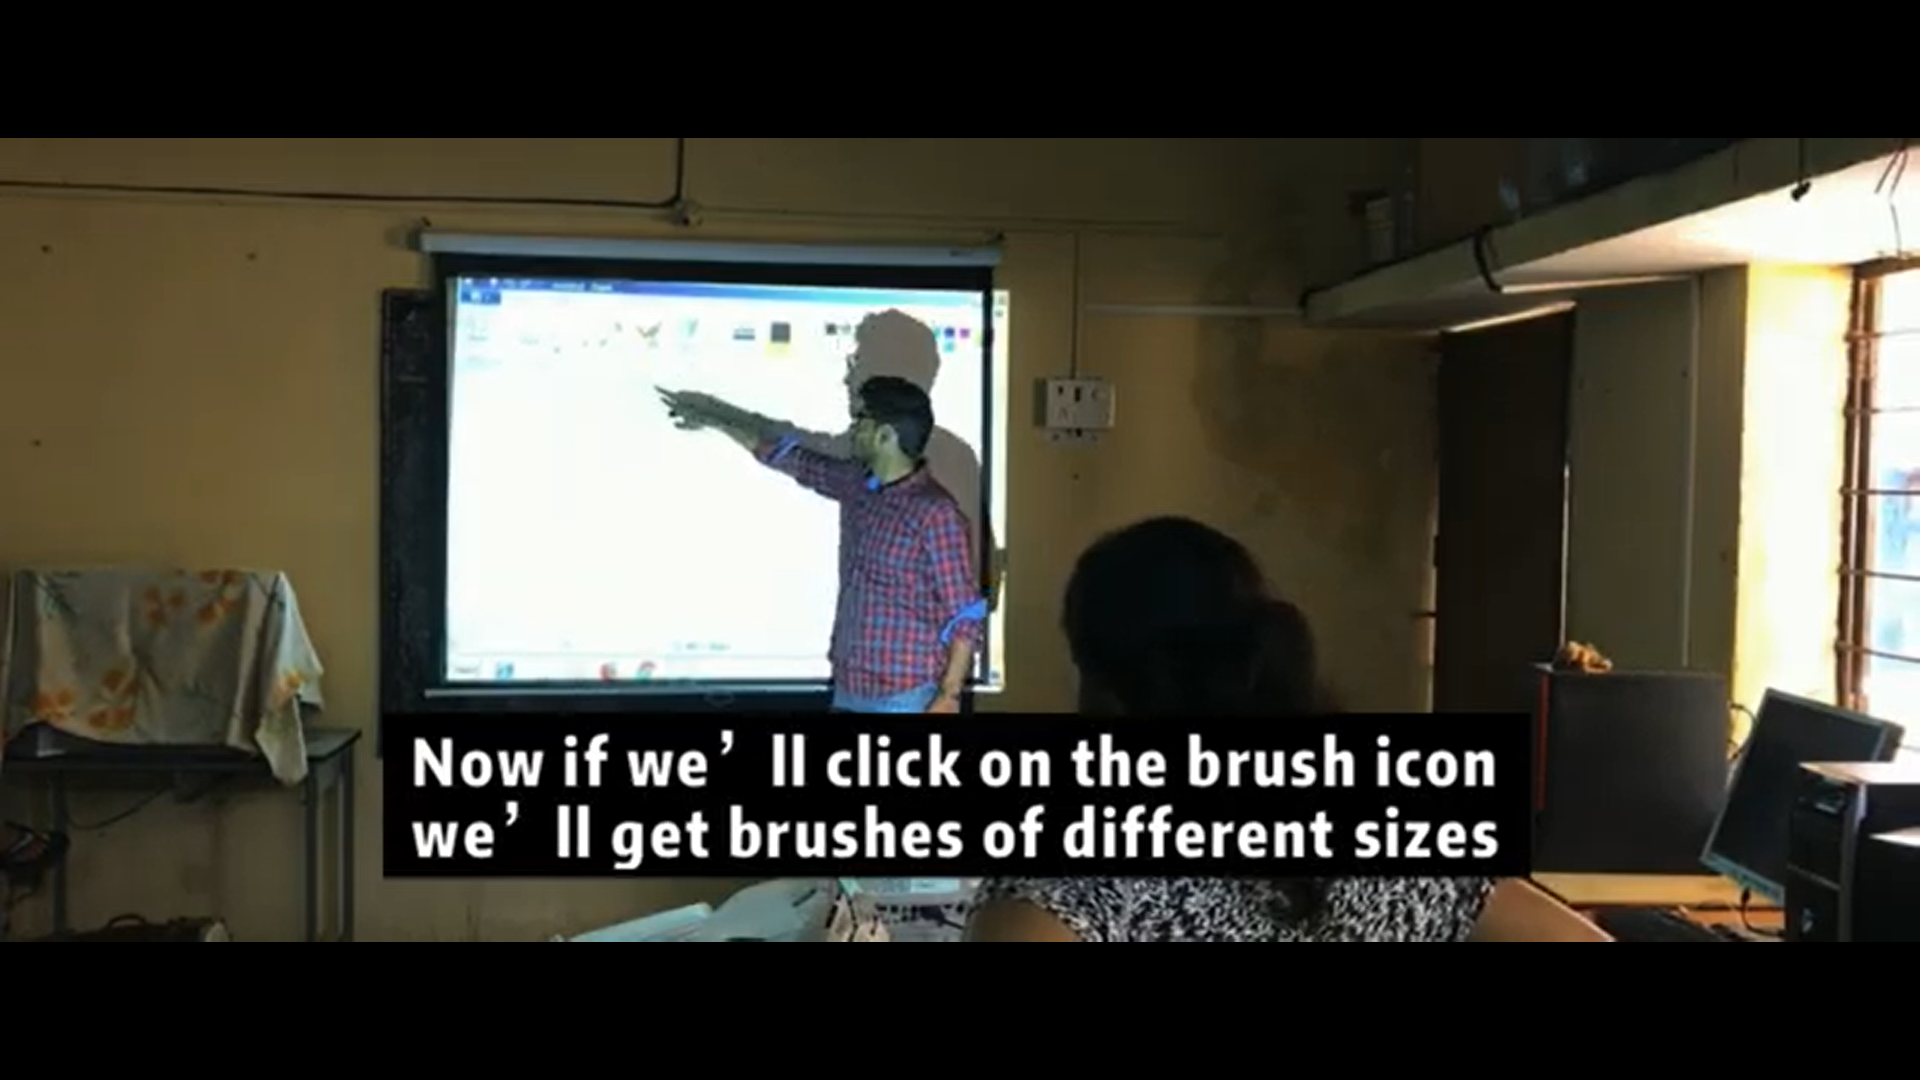 Now if we’ ll click on the brush icon
we’ ll get brushes of different sizes